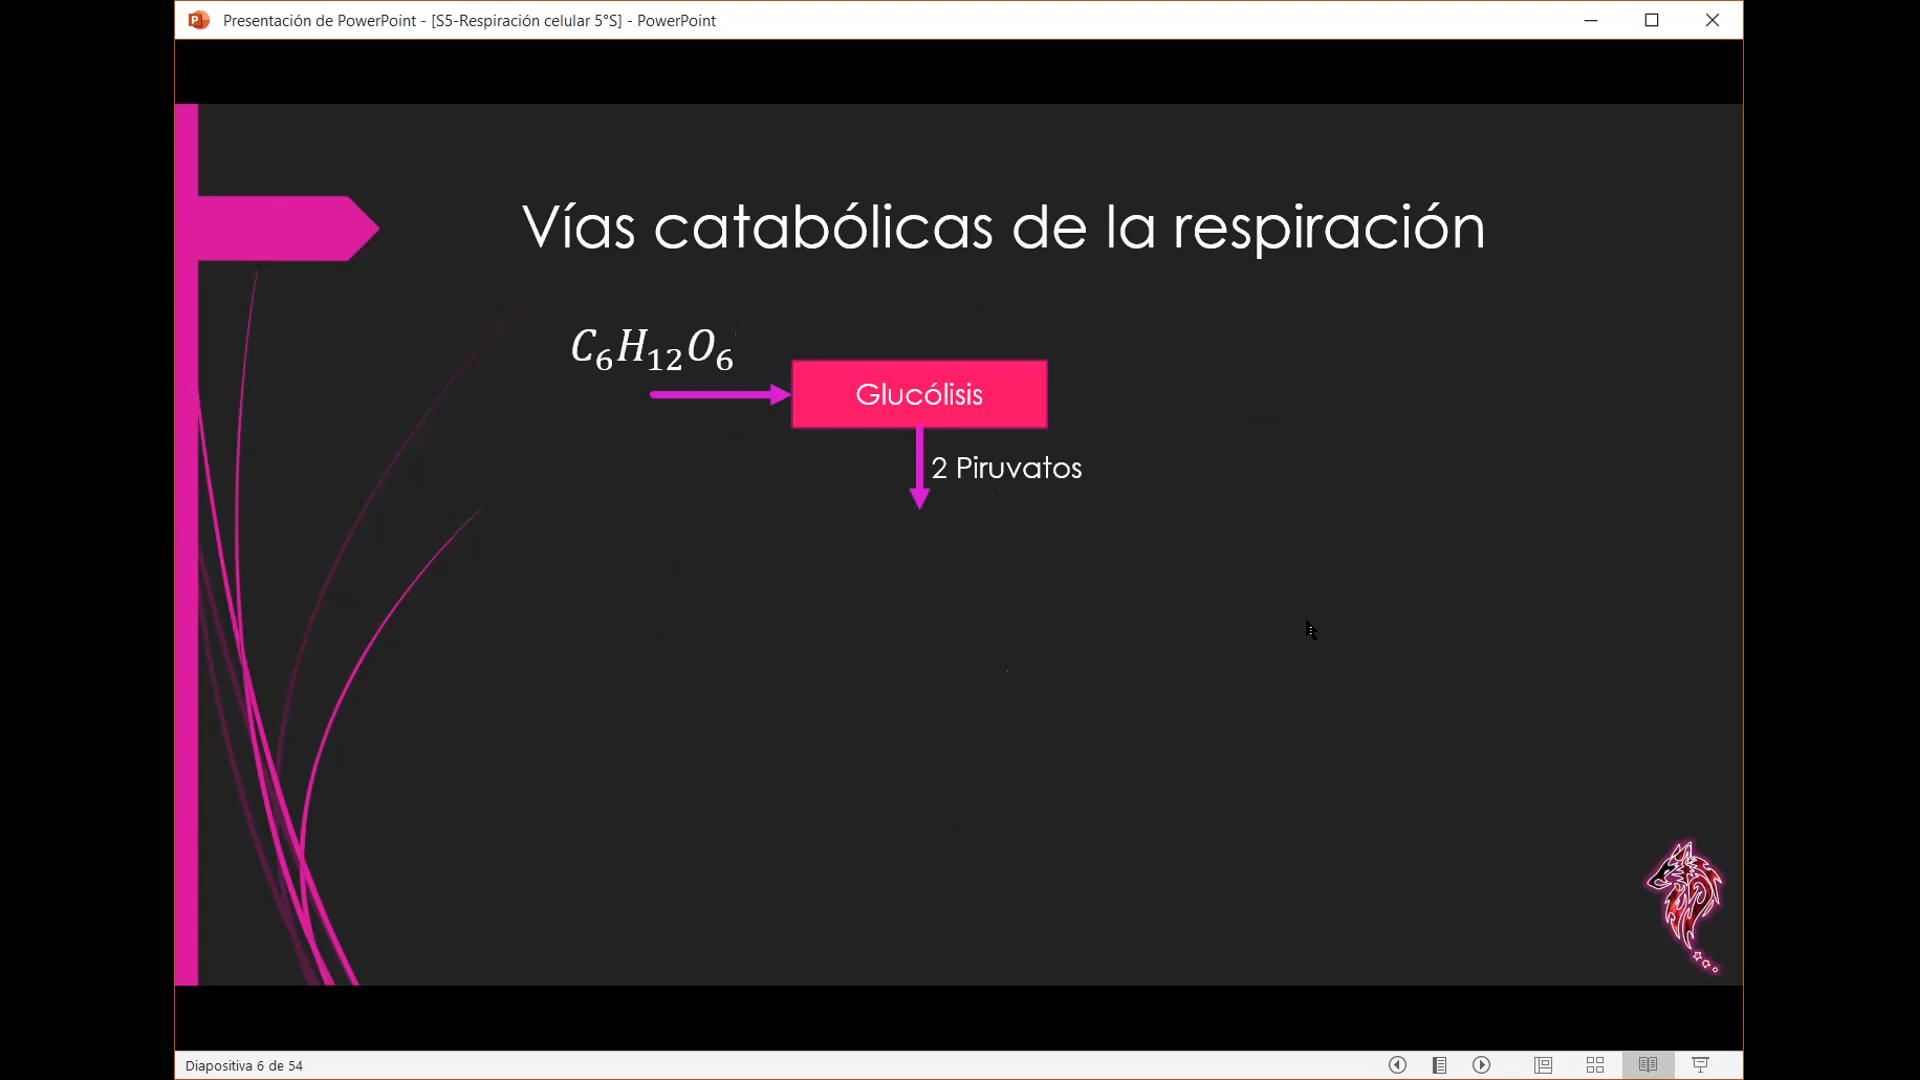 Presentación de PowerPoint - [S5-Respiración celular 5°S] - PowerPoint
Vías catabólicas de la respiración
C₆H₁₂O₆
Glucólisis
2 Piruvatos
Diapositiva 6 de 54